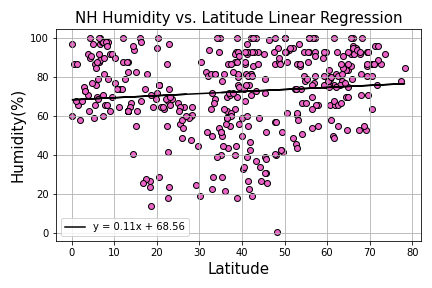 NH Humidity vs. Latitude Linear Regression
100
80
60
40
20
0
Humidity(%)
y = 0.11x + 68.56
0 10 20 30 40 50 60 70 80
Latitude